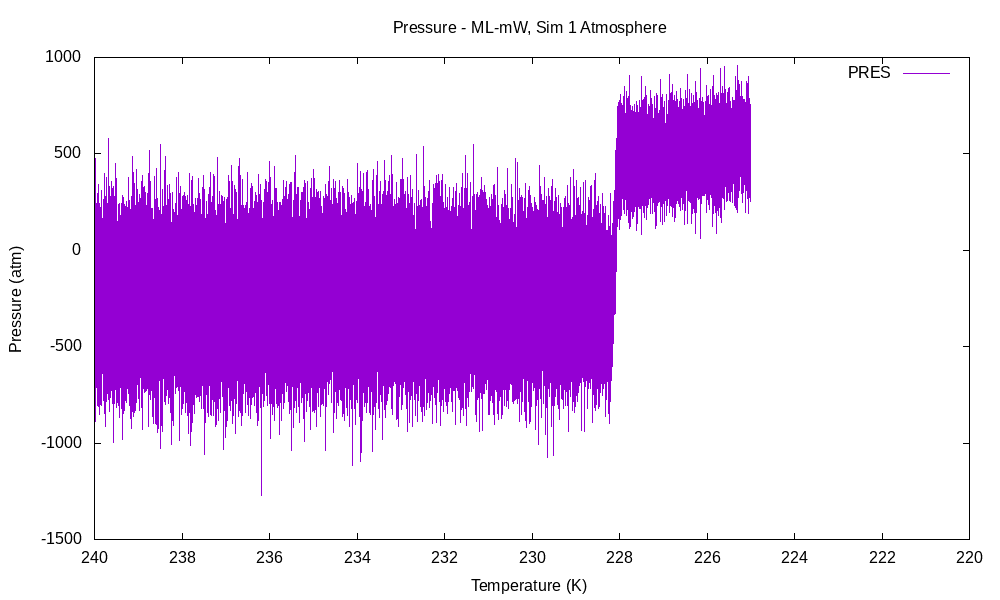 Pressure - ML-mW, Sim 1 Atmosphere
1000
500
0
-500
-1000
-1500
Pressure (atm)
PRES
240 238 236 234 232 230 228 226 224 222 220
Temperature (K)